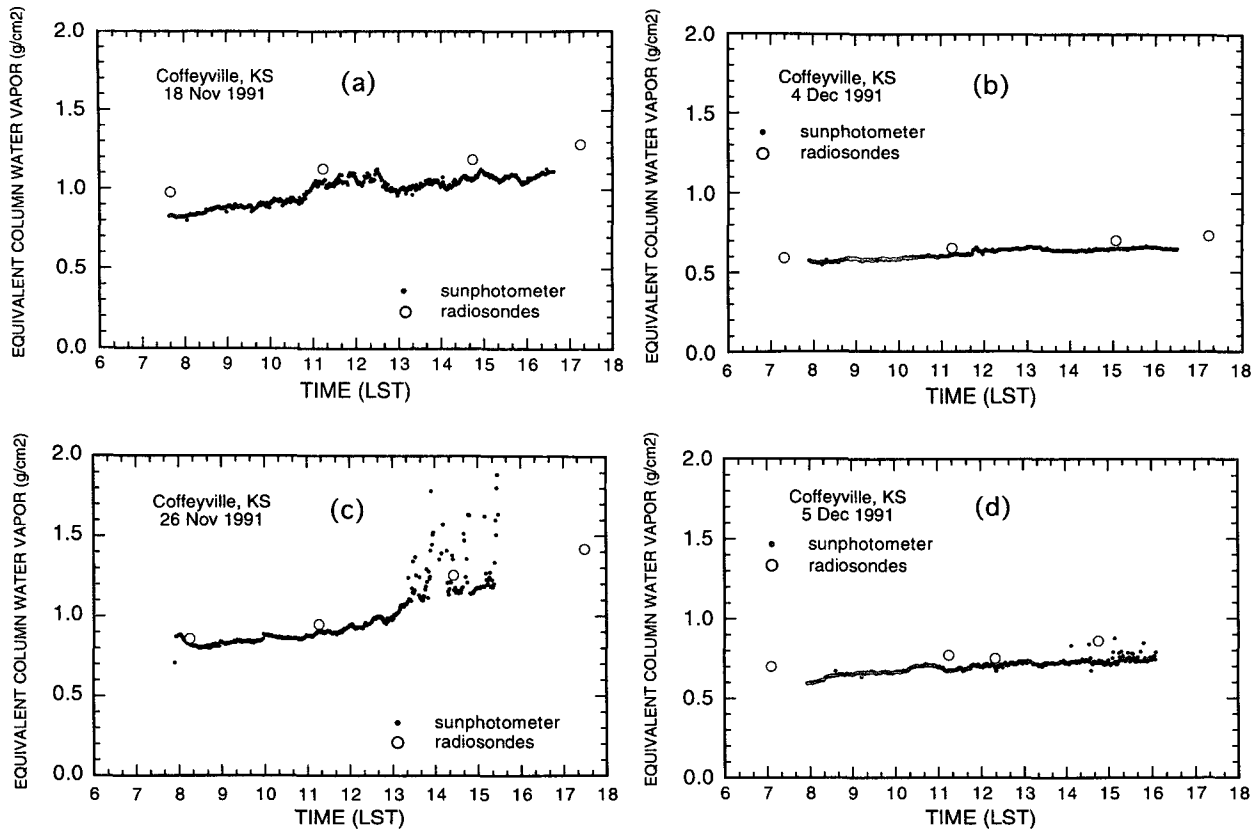 EQUIVALENT COLUMN WATER VAPOR (g/cm2)
2.0
1.5
1.0
0.5
0.0
Coffeyville, KS
18 Nov 1991
(a)
sunphotometer
radiosondes
6 7 8 9 10 11 12 13 14 15 16 17 18
TIME (LST)
EQUIVALENT COLUMN WATER VAPOR (g/cm2)
2.0
1.5
1.0
0.5
0.0
Coffeyville, KS
4 Dec 1991
(b)
sunphotometer
radiosondes
6 7 8 9 10 11 12 13 14 15 16 17 18
TIME (LST)
EQUIVALENT COLUMN WATER VAPOR (g/cm2)
2.0
1.5
1.0
0.5
0.0
Coffeyville, KS
26 Nov 1991
(c)
sunphotometer
radiosondes
6 7 8 9 10 11 12 13 14 15 16 17 18
TIME (LST)
EQUIVALENT COLUMN WATER VAPOR (g/cm2)
2.0
1.5
1.0
0.5
0.0
Coffeyville, KS
5 Dec 1991
(d)
sunphotometer
radiosondes
6 7 8 9 10 11 12 13 14 15 16 17 18
TIME (LST)